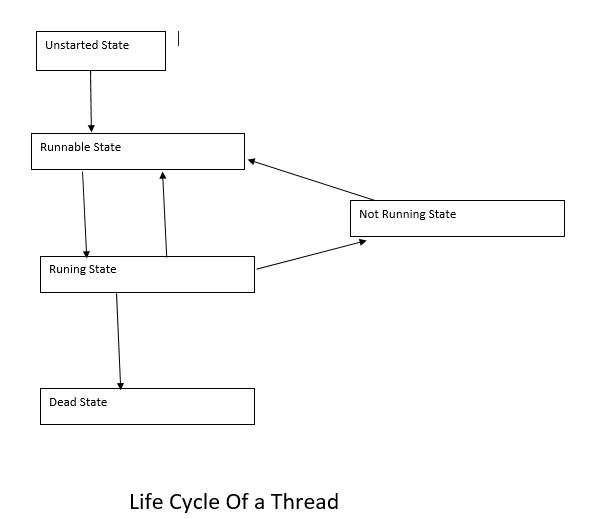 Unstarted State
Runnable State
Not Running State
Runing State
Dead State
Life Cycle Of a Thread